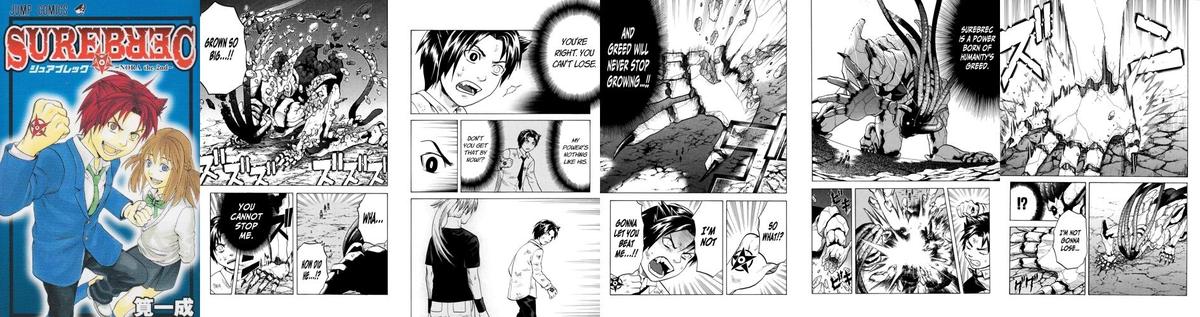 JUMP COMICS
SUREBREC
シュアブレック
-NORA the 2nd-
筧一成
GROWN SO
BIG...!!
ズズズズ
ズズズ
YOU
CANNOT
STOP
ME.
HOW DID
HE...!?
WHA...
YOU'RE
RIGHT. YOU
CAN'T LOSE.
DON'T
YOU GET
THAT BY
NOW?
MY
POWER'S
NOTHING
LIKE HIS.
AND
GREED WILL
NEVER STOP
GROWING...!!
GONNA
LET YOU
BEAT
ME...!!
I'M
NOT
SO
WHAT!?
SUREBREC
IS A POWER
BORN OF
HUMANITY'S
GREED.
!?
I'M NOT
GONNA
LOSE...